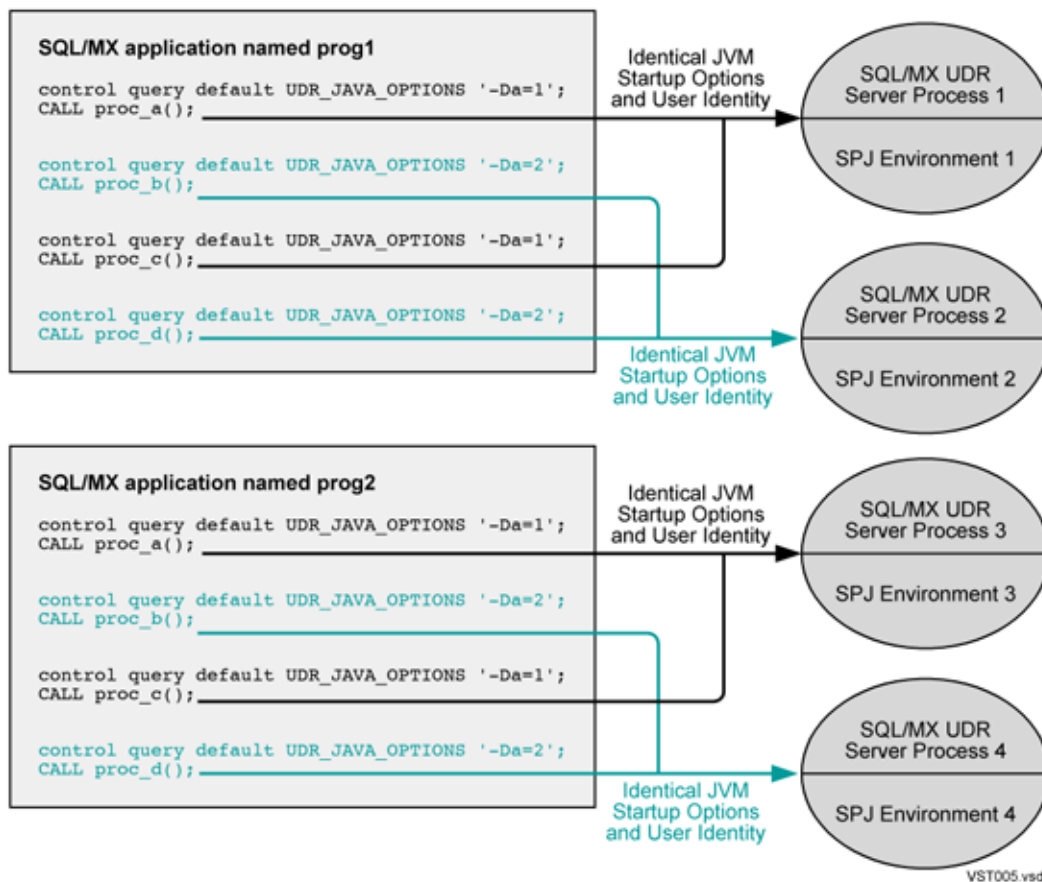 SQL/MX application named prog1
control query default UDR_JAVA_OPTIONS '-Da=1';
CALL proc_a();
control query default UDR_JAVA_OPTIONS '-Da=2';
CALL proc_b();
control query default UDR_JAVA_OPTIONS '-Da=1';
CALL proc_c();
control query default UDR_JAVA_OPTIONS '-Da=2';
CALL proc_d();
Identical JVM
Startup Options
and User Identity
SQL/MX UDR
Server Process 1
SPJ Environment 1
Identical JVM
Startup Options
and User Identity
SQL/MX UDR
Server Process 2
SPJ Environment 2
SQL/MX application named prog2
control query default UDR_JAVA_OPTIONS '-Da=1';
CALL proc_a();
control query default UDR_JAVA_OPTIONS '-Da=2';
CALL proc_b();
control query default UDR_JAVA_OPTIONS '-Da=1';
CALL proc_c();
control query default UDR_JAVA_OPTIONS '-Da=2';
CALL proc_d();
Identical JVM
Startup Options
and User Identity
SQL/MX UDR
Server Process 3
SPJ Environment 3
Identical JVM
Startup Options
and User Identity
SQL/MX UDR
Server Process 4
SPJ Environment 4
VST005.vsd